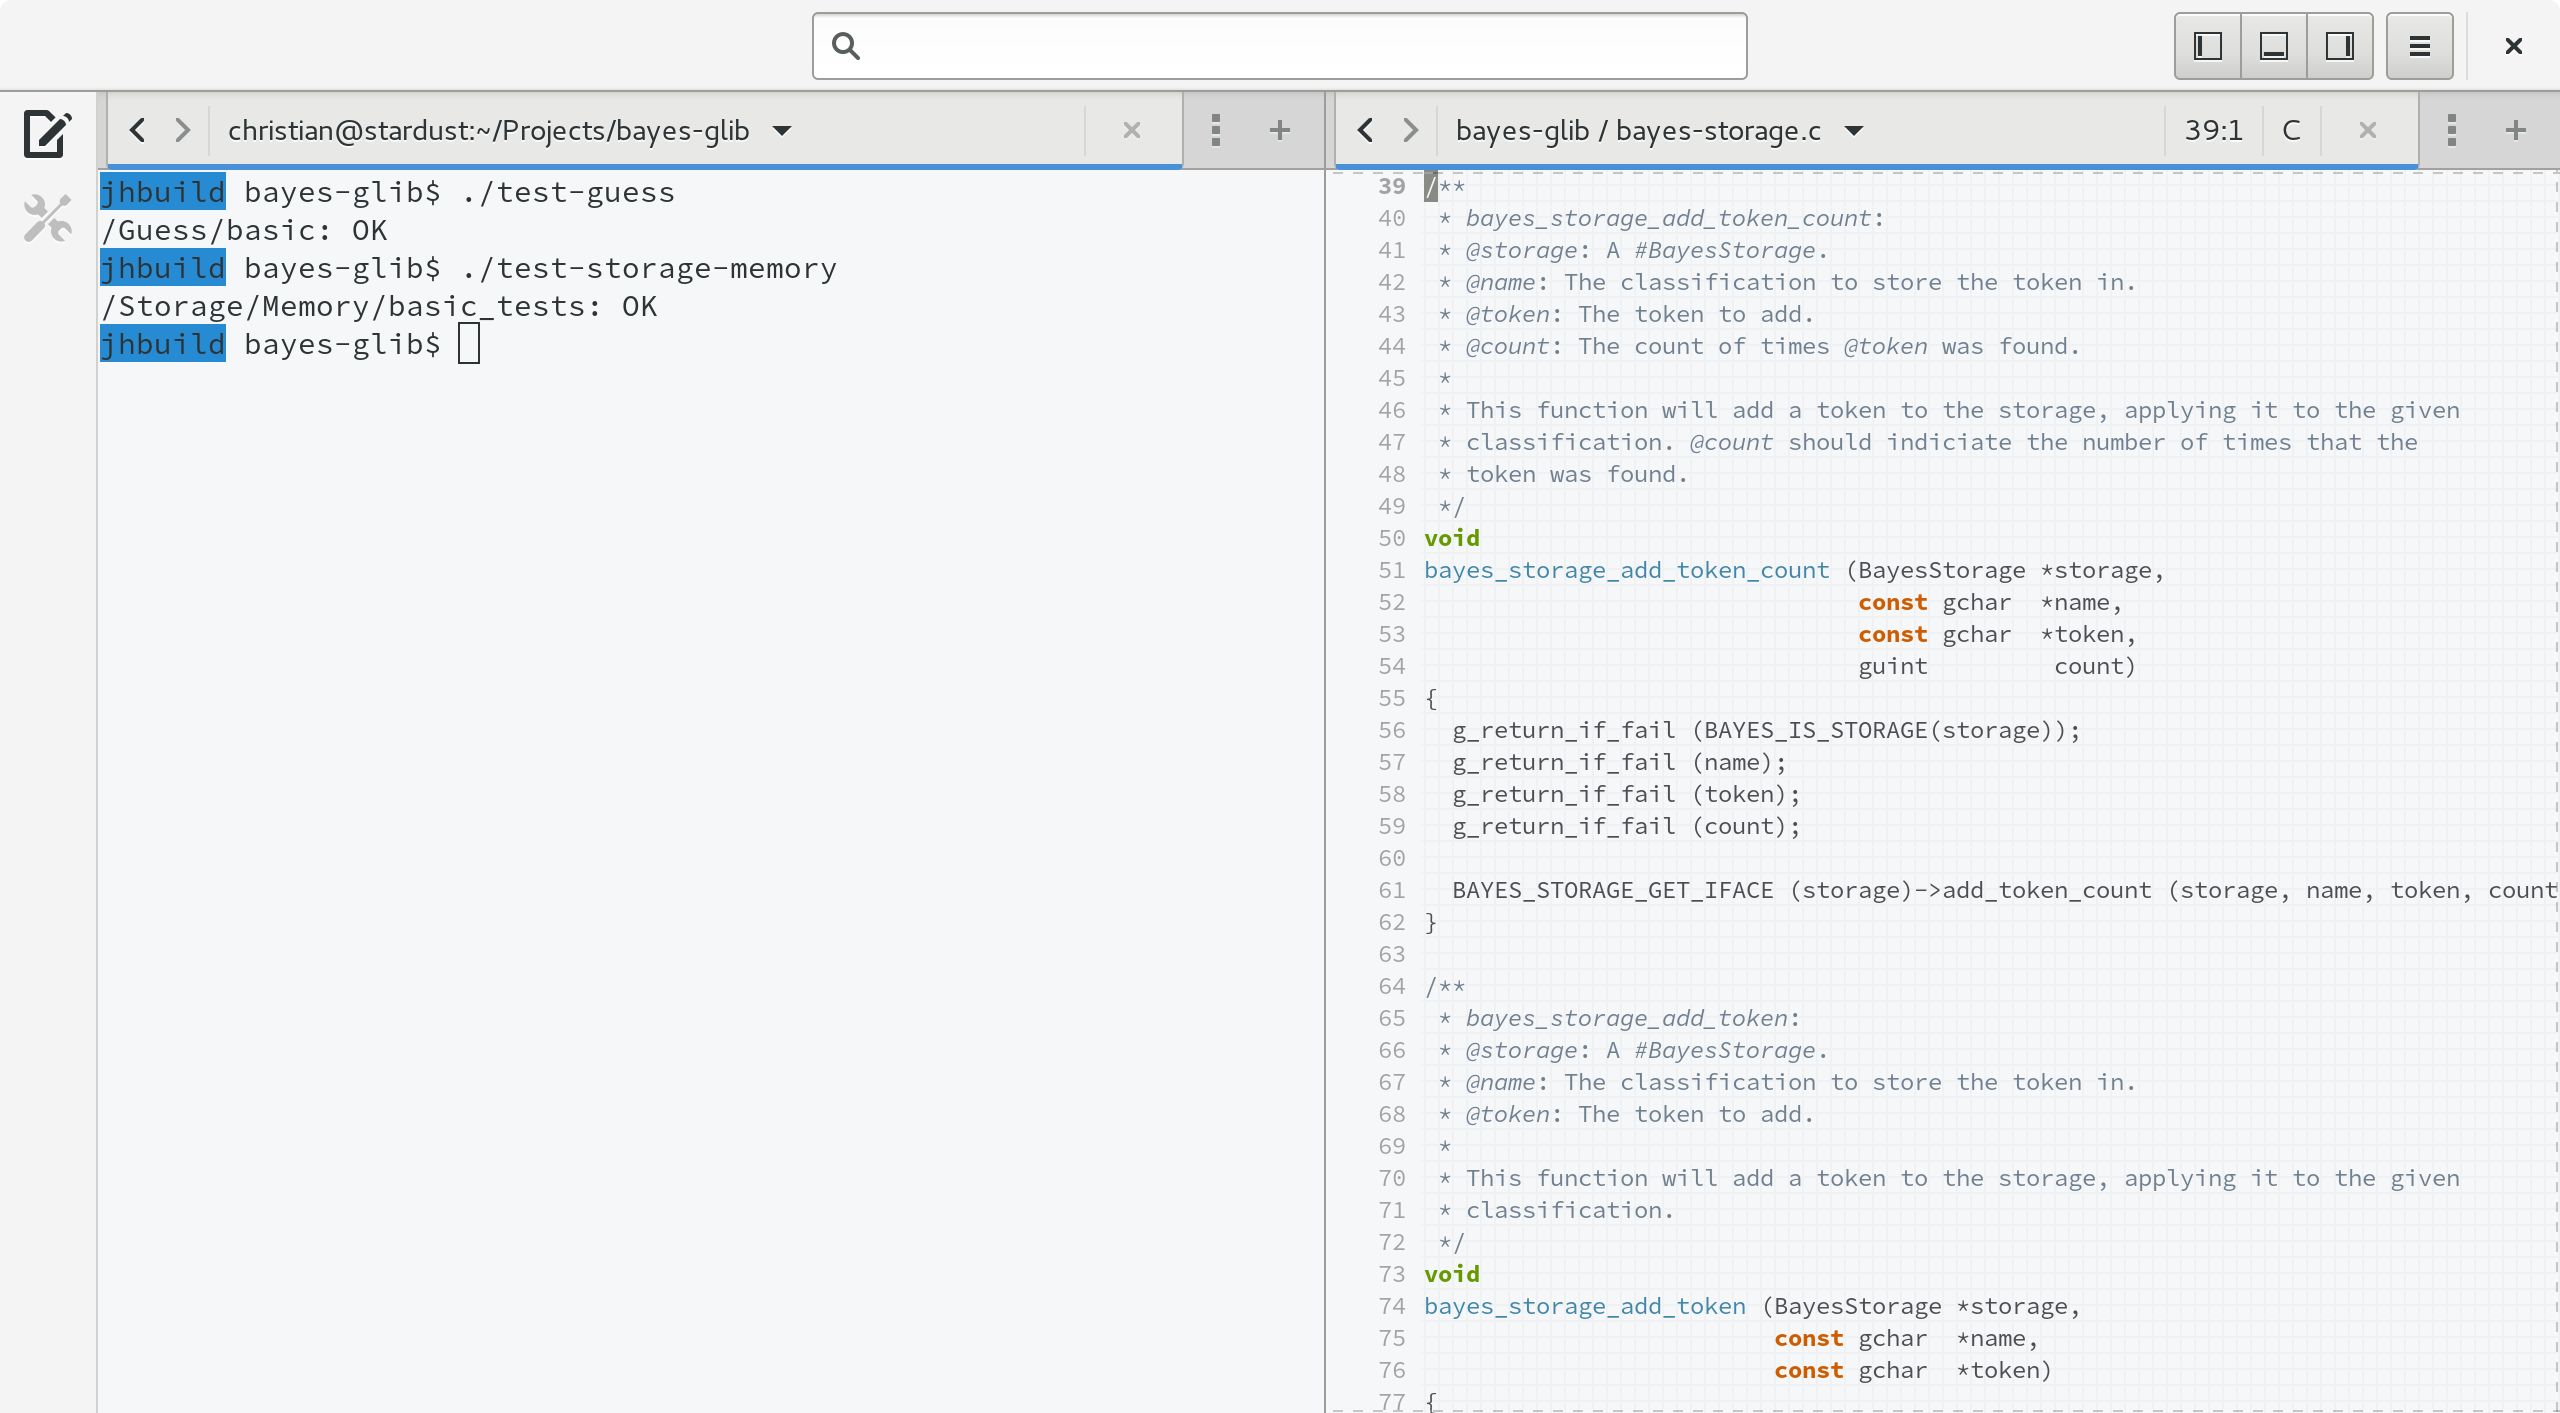 christian@stardust:~/Projects/bayes-glib
jhbuild bayes-glib$ ./test-guess
/Guess/basic: OK
jhbuild bayes-glib$ ./test-storage-memory
/Storage/Memory/basic_tests: OK
jhbuild bayes-glib$
bayes-glib / bayes-storage.c 39:1 C
39 /**
40  * bayes_storage_add_token_count:
41  * @storage: A #BayesStorage.
42  * @name: The classification to store the token in.
43  * @token: The token to add.
44  * @count: The count of times @token was found.
45  *
46  * This function will add a token to the storage, applying it to the given
47  * classification. @count should indiciate the number of times that the
48  * token was found.
49  */
50 void
51 bayes_storage_add_token_count (BayesStorage *storage,
52                                const gchar  *name,
53                                const gchar  *token,
54                                guint         count)
55 {
56   g_return_if_fail (BAYES_IS_STORAGE(storage));
57   g_return_if_fail (name);
58   g_return_if_fail (token);
59   g_return_if_fail (count);
60
61   BAYES_STORAGE_GET_IFACE (storage)->add_token_count (storage, name, token, count
62 }
63
64 /**
65  * bayes_storage_add_token:
66  * @storage: A #BayesStorage.
67  * @name: The classification to store the token in.
68  * @token: The token to add.
69  *
70  * This function will add a token to the storage, applying it to the given
71  * classification.
72  */
73 void
74 bayes_storage_add_token (BayesStorage *storage,
75                          const gchar  *name,
76                          const gchar  *token)
77 {